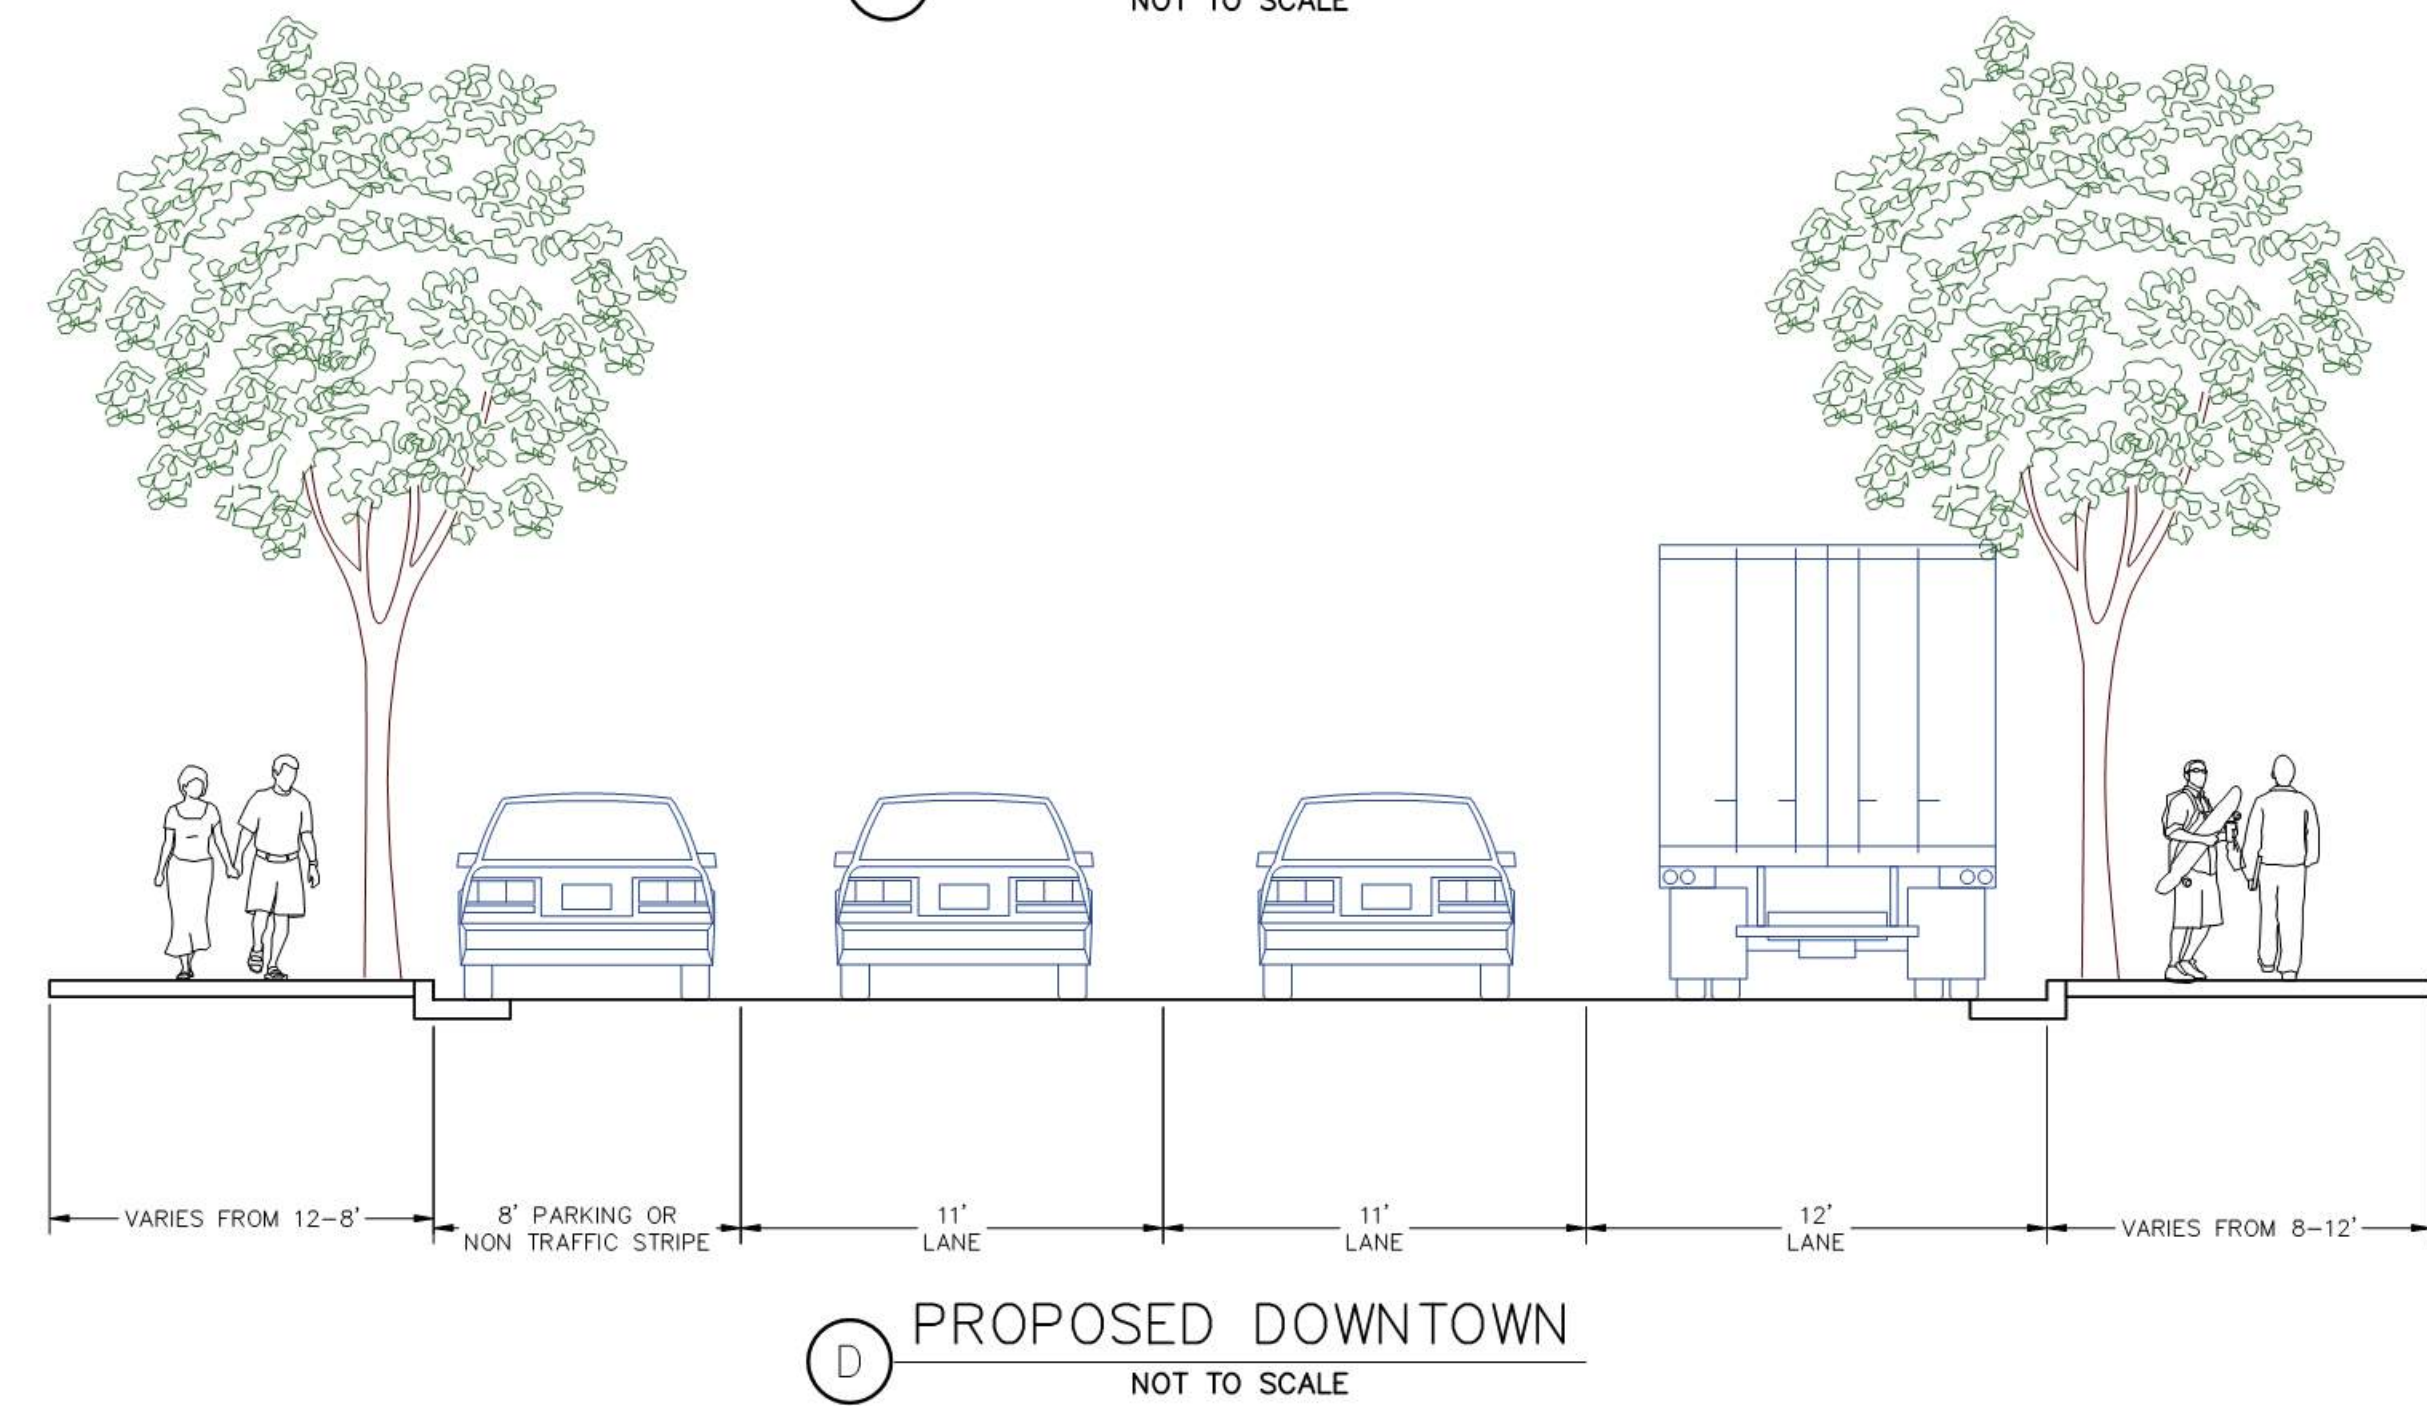 NOT TO SCALE
VARIES FROM 12-8'
8' PARKING OR
NON TRAFFIC STRIPE
11'
LANE
11'
LANE
12'
LANE
VARIES FROM 8-12'
PROPOSED DOWNTOWN
D
NOT TO SCALE